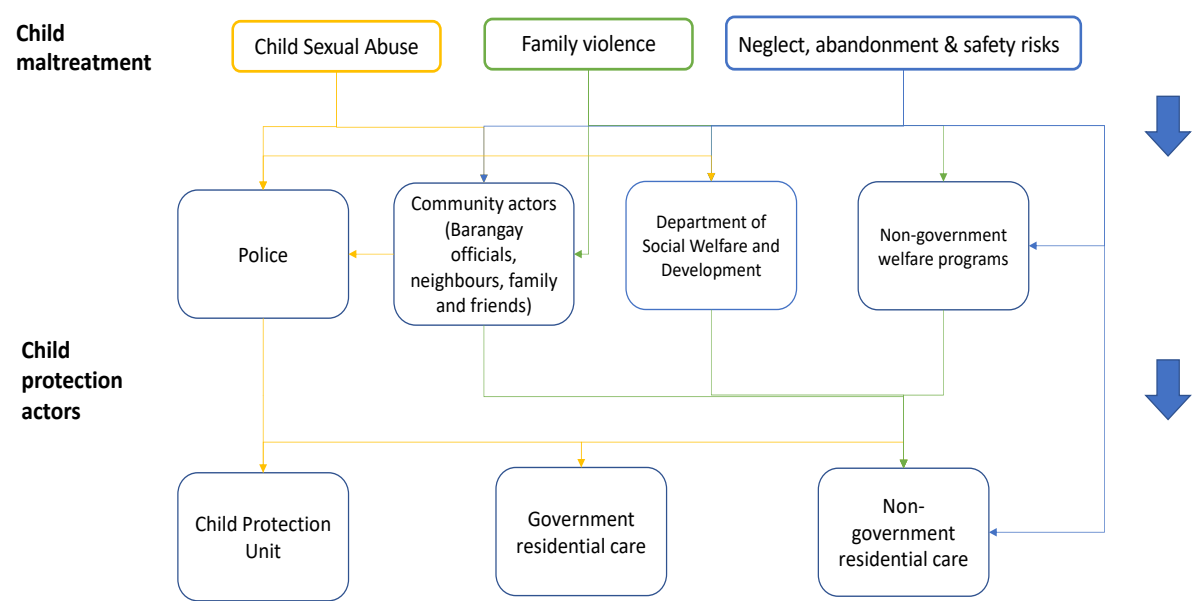 Child
maltreatment
Child Sexual Abuse
Family violence
Neglect, abandonment & safety risks
Police
Community actors
(Barangay
officials,
neighbours, family
and friends)
Department of
Social Welfare and
Development
Non-government
welfare programs
Child
protection
actors
Child Protection
Unit
Government
residential care
Non-
government
residential care